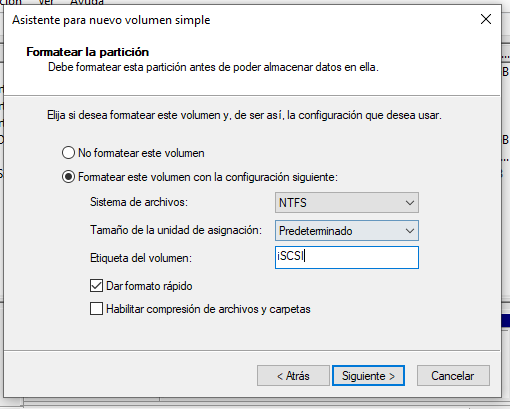 ción Ver Ayuda
Asistente para nuevo volumen simple
Formatear la partición
Debe formatear esta partición antes de poder almacenar datos en ella.
Elija si desea formatear este volumen y, de ser así, la configuración que desea usar.
No formatear este volumen
Formatear este volumen con la configuración siguiente:
Sistema de archivos: NTFS
Tamaño de la unidad de asignación: Predeterminado
Etiqueta del volumen: iSCSI
Dar formato rápido
Habilitar compresión de archivos y carpetas
< Atrás Siguiente > Cancelar